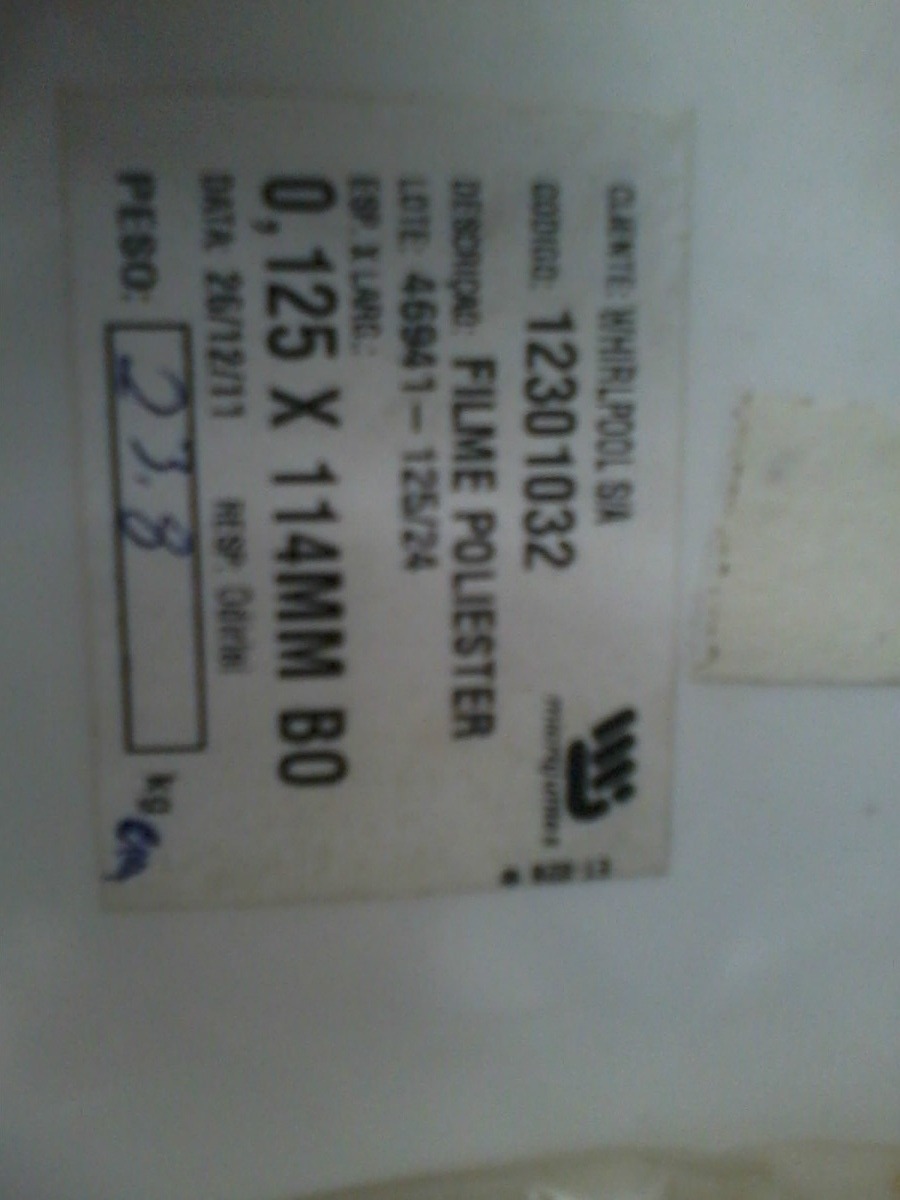 CLIENTE: WHIRLPOOL S/A
CODIGO: 12301032
DESCRIÇÃO: FILME POLIESTER
LOTE: 46941-125/24
ESP. X LARG.:
0,125 X 114MM BO
DATA: 26/12/11 RESP.
PESO: 23.8 kg